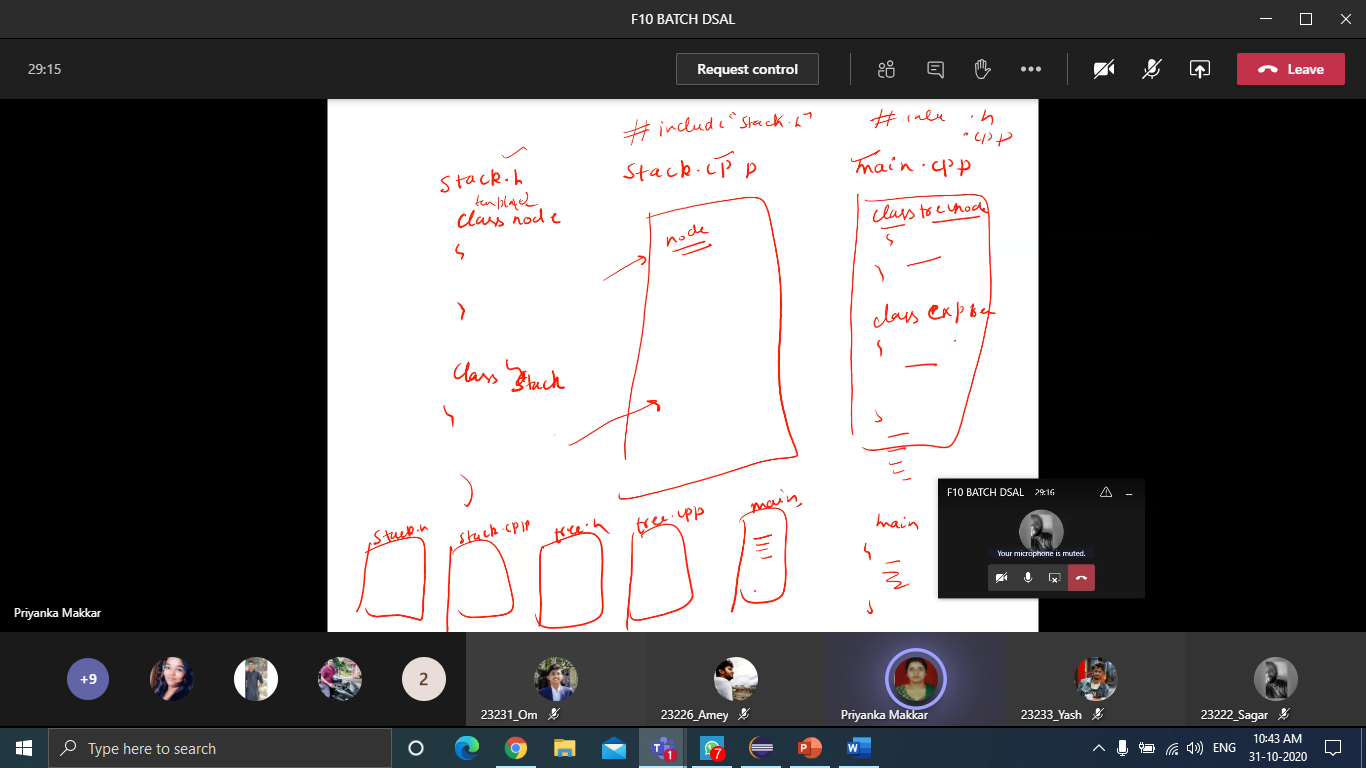 F10 BATCH DSAL
29:15
Request control
Leave
#include "Stack.h"
.h
.cpp
Stack.h
Stack.cpp
main.cpp
class node
node
class treenode
class
class Stack
F10 BATCH DSAL
29:16
Your microphone is muted.
Stack.h
stack.cpp
tree.h
tree.cpp
main
main
Priyanka Makkar
+9
2
23231_Om
23226_Amey
Priyanka Makkar
23233_Yash
23222_Sagar
Type here to search
1
7
ENG
10:43 AM
31-10-2020